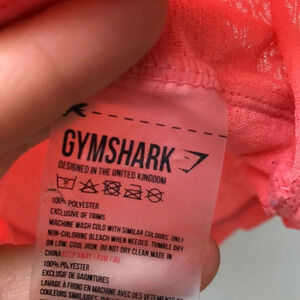 GYMSHARK
DESIGNED IN THE UNITED KINGDOM
100% POLYESTER
EXCLUSIVE OF TRIMS
MACHINE WASH COLD WITH SIMILAR COLOURS. ONLY
NON-CHLORINE BLEACH WHEN NEEDED. TUMBLE DRY
ON LOW. COOL IRON. DO NOT DRY CLEAN MADE IN
CHINA KEEP AWAY FROM FIRE
100% POLYESTER
EXCLUSIF DE GARNITURES
LAVAGE À FROID EN MACHINE AVEC DES VÊTEMENTS DE
COULEURS SIMILAIRES.